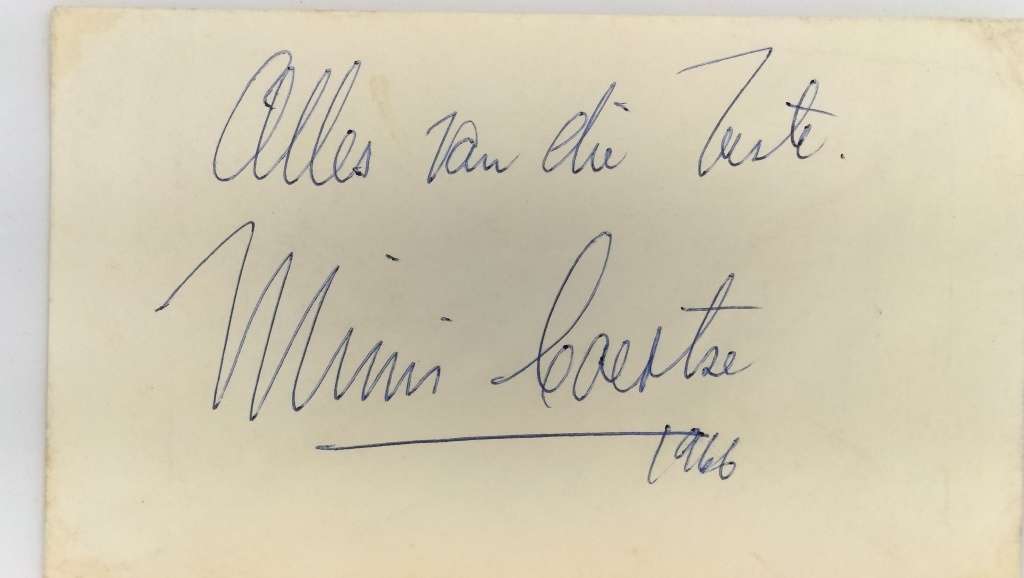 Alles van die beste.
Mimi Coertse
1966